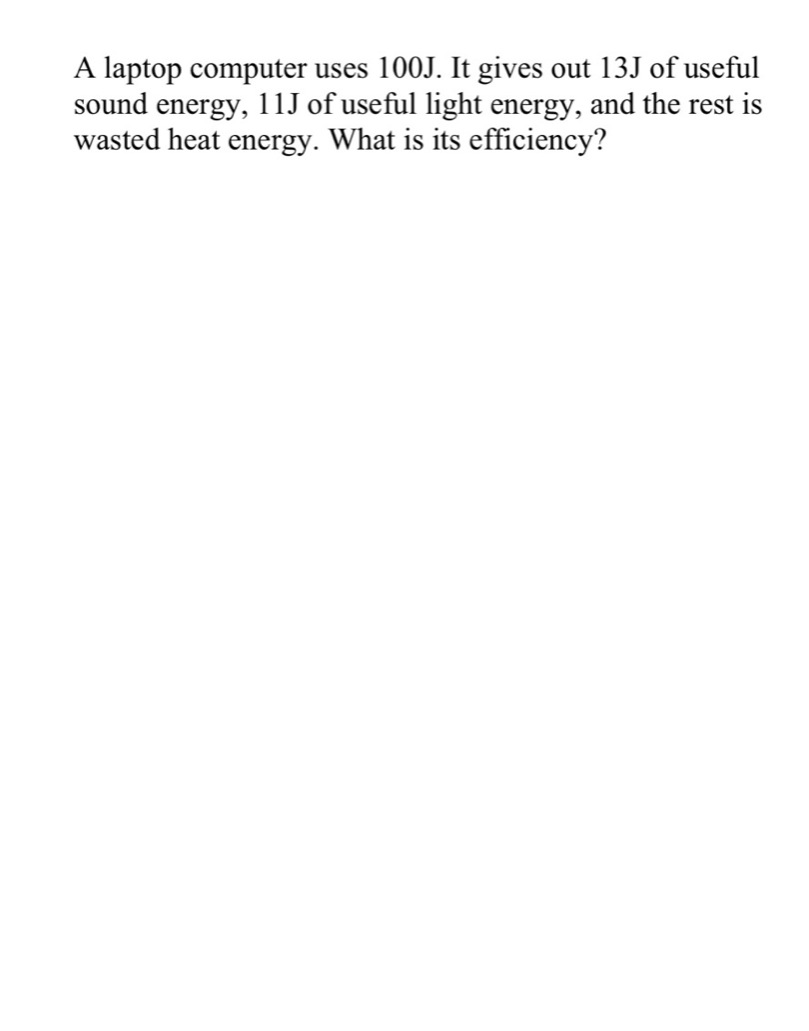 A laptop computer uses 100J. It gives out 13J of useful
sound energy, 11J of useful light energy, and the rest is
wasted heat energy. What is its efficiency?